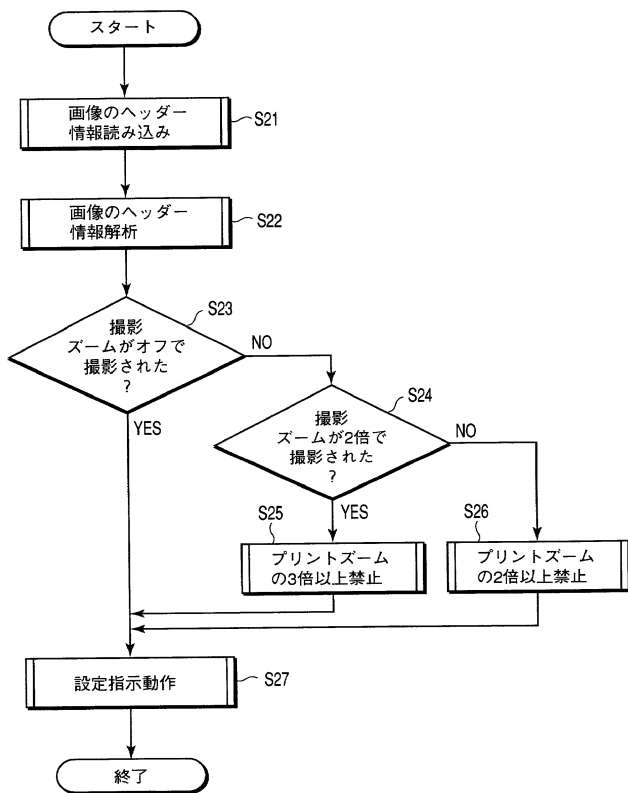 スタート
画像のヘッダー
情報読み込み
S21
画像のヘッダー
情報解析
S22
S23
撮影
ズームがオフで
撮影された
?
NO
YES
S24
撮影
ズームが2倍で
撮影された
?
NO
YES
S25
プリントズーム
の3倍以上禁止
S26
プリントズーム
の2倍以上禁止
設定指示動作
S27
終了